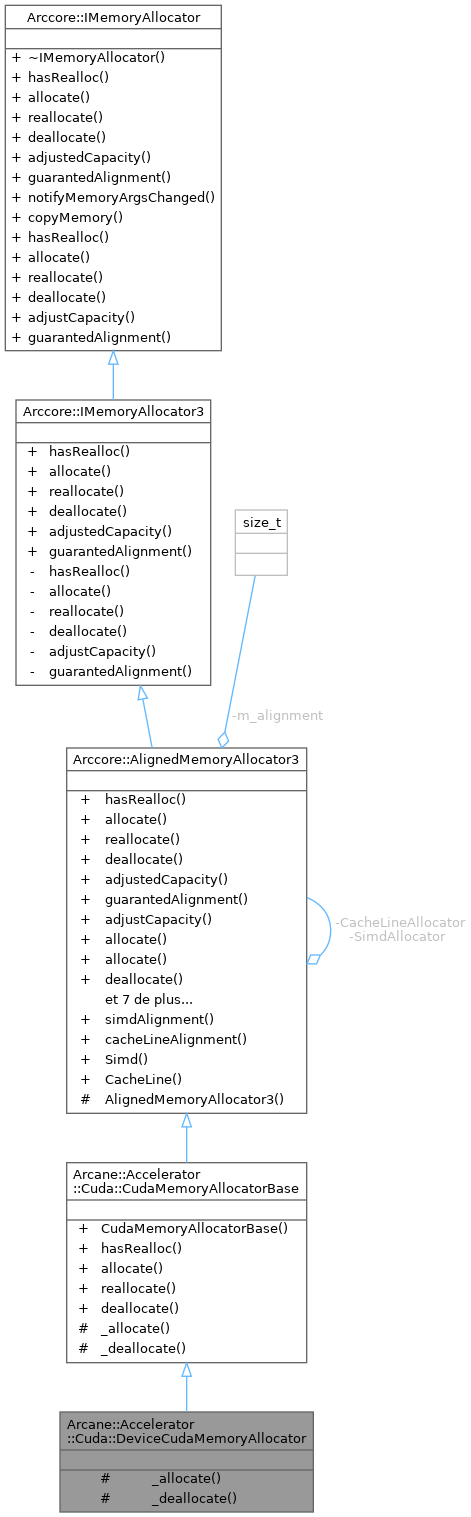 Arccore::IMemoryAllocator
+ ~IMemoryAllocator()
+ hasRealloc()
+ allocate()
+ reallocate()
+ deallocate()
+ adjustedCapacity()
+ guarantedAlignment()
+ notifyMemoryArgsChanged()
+ copyMemory()
+ hasRealloc()
+ allocate()
+ reallocate()
+ deallocate()
+ adjustCapacity()
+ guarantedAlignment()
Arccore::IMemoryAllocator3
+ hasRealloc()
+ allocate()
+ reallocate()
+ deallocate()
+ adjustedCapacity()
+ guarantedAlignment()
- hasRealloc()
- allocate()
- reallocate()
- deallocate()
- adjustCapacity()
- guarantedAlignment()
size_t
-m_alignment
Arccore::AlignedMemoryAllocator3
+ hasRealloc()
+ allocate()
+ reallocate()
+ deallocate()
+ adjustedCapacity()
+ guarantedAlignment()
+ adjustCapacity()
+ allocate()
+ allocate()
+ deallocate()
et 7 de plus...
+ simdAlignment()
+ cacheLineAlignment()
+ Simd()
+ CacheLine()
# AlignedMemoryAllocator3()
-CacheLineAllocator
-SimdAllocator
Arcane::Accelerator
::Cuda::CudaMemoryAllocatorBase
+ CudaMemoryAllocatorBase()
+ hasRealloc()
+ allocate()
+ reallocate()
+ deallocate()
# _allocate()
# _deallocate()
Arcane::Accelerator
::Cuda::DeviceCudaMemoryAllocator
# _allocate()
# _deallocate()